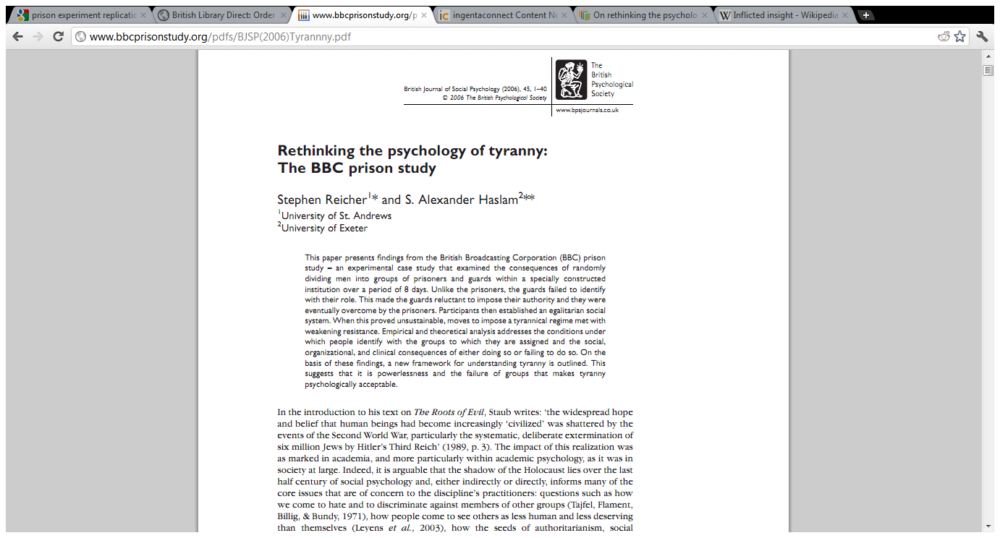 prison experiment replicatic
British Library Direct: Order
www.bbcprisonstudy.org/p
ingentaconnect Content No
On rethinking the psycholo
Inflicted insight - Wikipedia
www.bbcprisonstudy.org/pdfs/BJSP(2006)Tyrannny.pdf
British Journal of Social Psychology (2006), 45, 1–40
© 2006 The British Psychological Society
The
British
Psychological
Society
www.bpsjournals.co.uk
Rethinking the psychology of tyranny:
The BBC prison study
Stephen Reicher1* and S. Alexander Haslam2**
1University of St. Andrews
2University of Exeter
This paper presents findings from the British Broadcasting Corporation (BBC) prison
study – an experimental case study that examined the consequences of randomly
dividing men into groups of prisoners and guards within a specially constructed
institution over a period of 8 days. Unlike the prisoners, the guards failed to identify
with their role. This made the guards reluctant to impose their authority and they were
eventually overcome by the prisoners. Participants then established an egalitarian social
system. When this proved unsustainable, moves to impose a tyrannical regime met with
weakening resistance. Empirical and theoretical analysis addresses the conditions under
which people identify with the groups to which they are assigned and the social,
organizational, and clinical consequences of either doing so or failing to do so. On the
basis of these findings, a new framework for understanding tyranny is outlined. This
suggests that it is powerlessness and the failure of groups that makes tyranny
psychologically acceptable.
In the introduction to his text on The Roots of Evil, Staub writes: ‘the widespread hope
and belief that human beings had become increasingly ‘civilized’ was shattered by the
events of the Second World War, particularly the systematic, deliberate extermination of
six million Jews by Hitler’s Third Reich’ (1989, p. 3). The impact of this realization was
as marked in academia, and more particularly within academic psychology, as it was in
society at large. Indeed, it is arguable that the shadow of the Holocaust lies over the last
half century of social psychology and, either indirectly or directly, informs many of the
core issues that are of concern to the discipline’s practitioners: questions such as how
we come to hate and to discriminate against members of other groups (Tajfel, Flament,
Billig, & Bundy, 1971), how people come to see others as less human and less deserving
than themselves (Leyens et al., 2003), how the seeds of authoritarianism, social